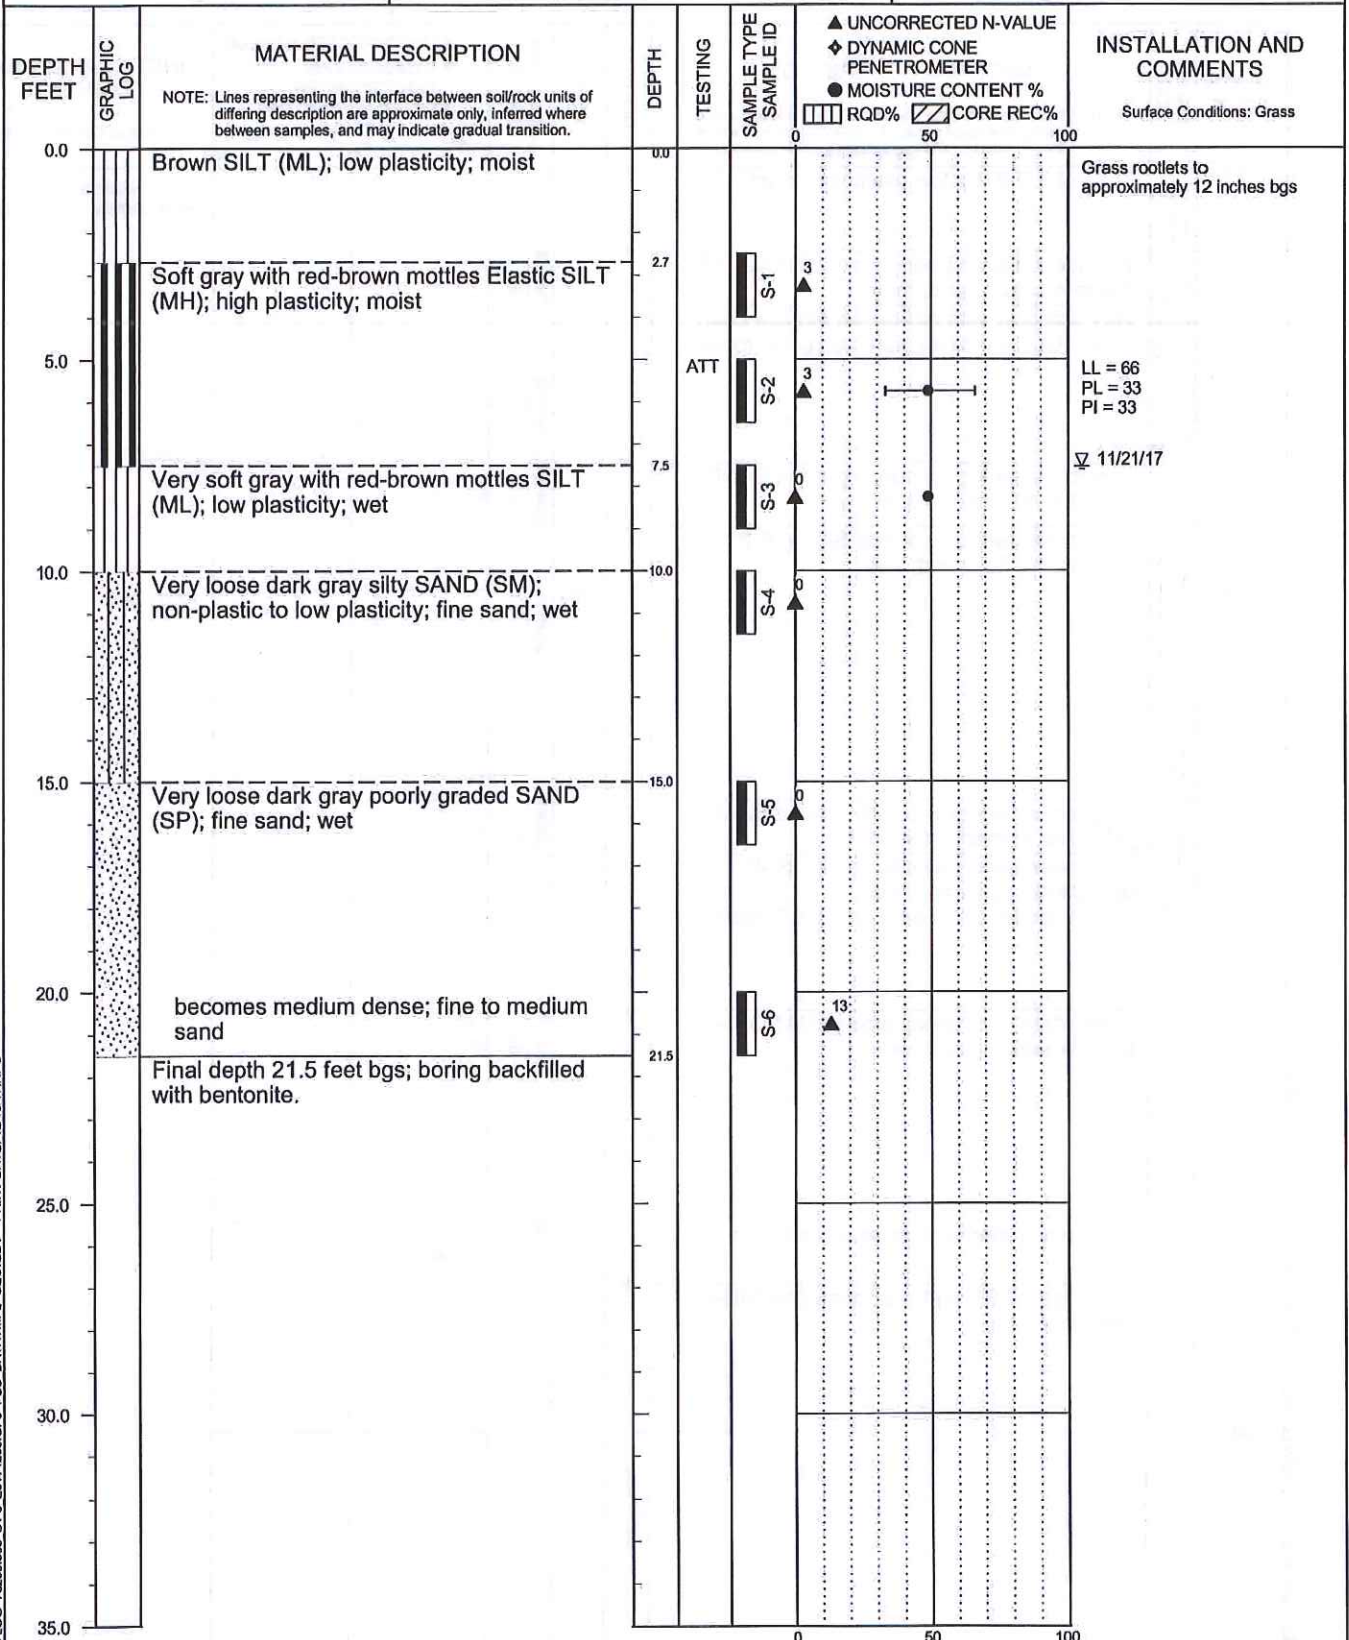 DEPTH
FEET
GRAPHIC
LOG
MATERIAL DESCRIPTION
NOTE: Lines representing the interface between soil/rock units of
differing description are approximate only, inferred where
between samples, and may indicate gradual transition.
DEPTH
TESTING
SAMPLE TYPE
SAMPLE ID
▲ UNCORRECTED N-VALUE
DYNAMIC CONE
PENETROMETER
● MOISTURE CONTENT %
RQD% CORE REC%
0 50 100
INSTALLATION AND
COMMENTS
Surface Conditions: Grass
0.0
Brown SILT (ML); low plasticity; moist
0.0
Grass rootlets to
approximately 12 inches bgs
Soft gray with red-brown mottles Elastic SILT
(MH); high plasticity; moist
2.7
S-1
3
5.0
ATT
S-2
3
LL = 66
PL = 33
PI = 33
Very soft gray with red-brown mottles SILT
(ML); low plasticity; wet
7.5
S-3
0
11/21/17
10.0
Very loose dark gray silty SAND (SM);
non-plastic to low plasticity; fine sand; wet
10.0
S-4
0
15.0
Very loose dark gray poorly graded SAND
(SP); fine sand; wet
15.0
S-5
0
20.0
becomes medium dense; fine to medium
sand
S-6
13
21.5
Final depth 21.5 feet bgs; boring backfilled
with bentonite.
25.0
30.0
35.0
0 50 100